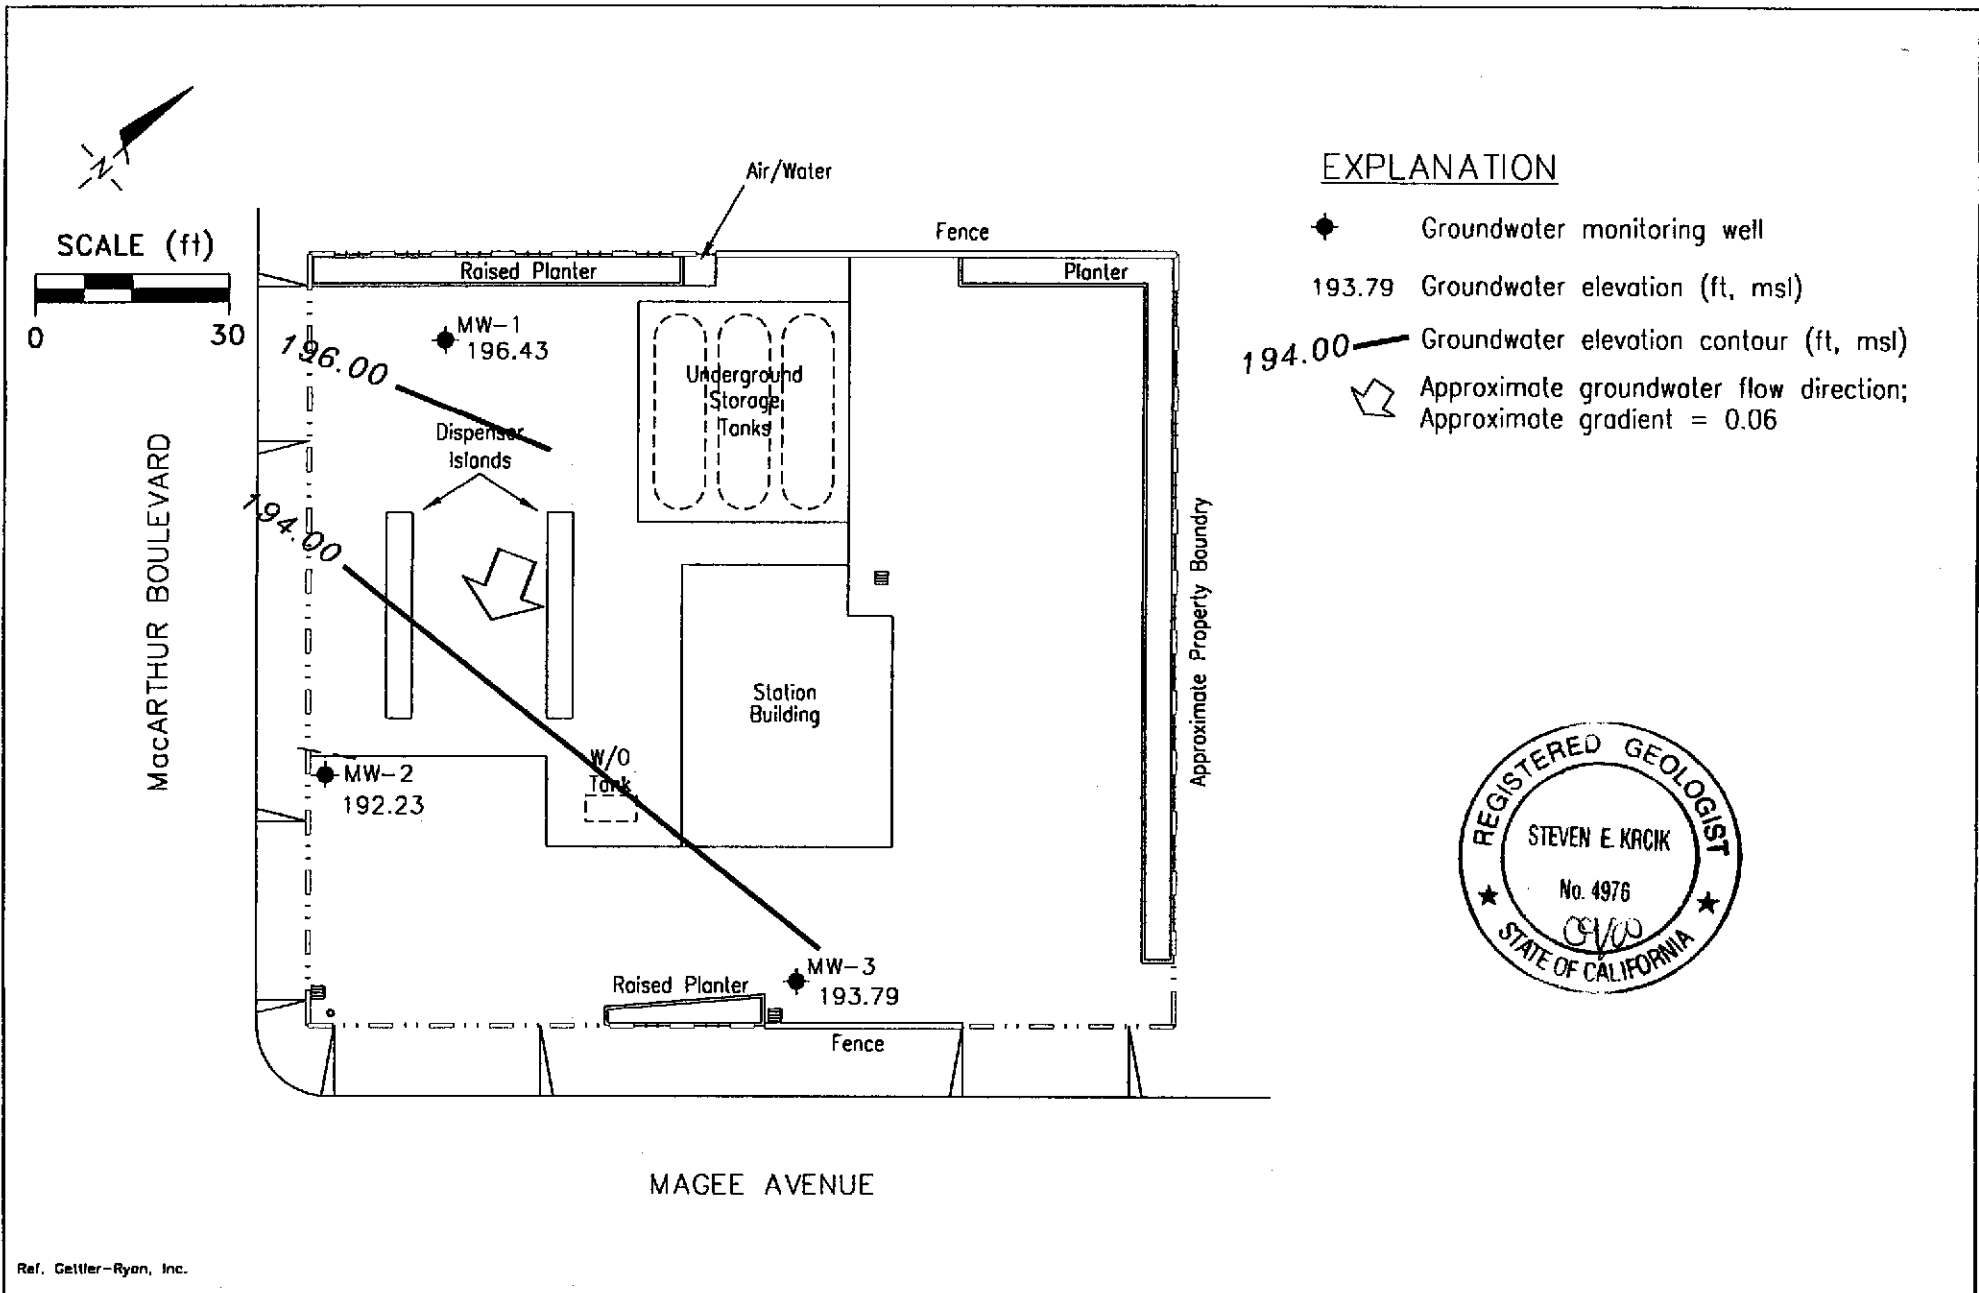 N
SCALE (ft)
0 30
MacARTHUR BOULEVARD
Air/Water
Fence
Raised Planter
Planter
MW-1
196.43
196.00
Underground
Storage
Tanks
Dispenser
Islands
194.00
Approximate Property Boundry
Station
Building
W/O
Tank
MW-2
192.23
MW-3
193.79
Raised Planter
Fence
MAGEE AVENUE
EXPLANATION
Groundwater monitoring well
193.79 Groundwater elevation (ft, msl)
194.00 Groundwater elevation contour (ft, msl)
Approximate groundwater flow direction;
Approximate gradient = 0.06
REGISTERED GEOLOGIST
STEVEN E. KRCIK
No. 4976
STATE OF CALIFORNIA
Ref. Gettler-Ryan, Inc.